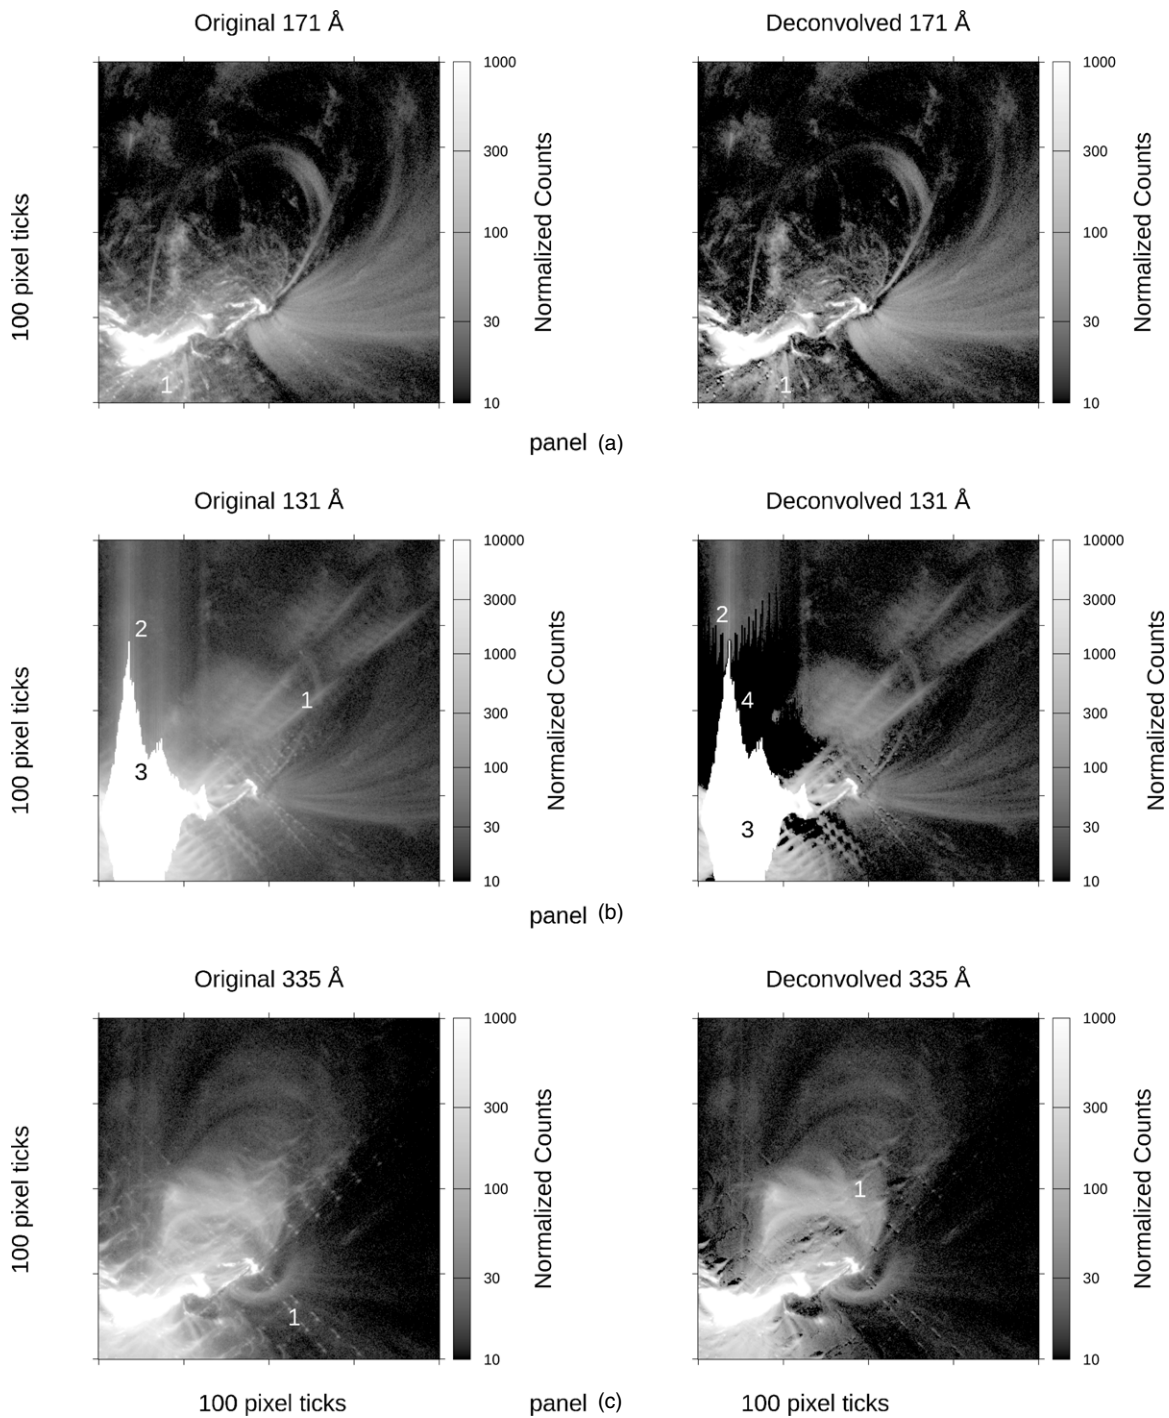 Original 171 Å
Deconvolved 171 Å
100 pixel ticks
1
1000
300
100
30
10
Normalized Counts
1
1000
300
100
30
10
Normalized Counts
panel (a)
Original 131 Å
Deconvolved 131 Å
100 pixel ticks
2
1
3
10000
3000
1000
300
100
30
10
Normalized Counts
2
4
3
10000
3000
1000
300
100
30
10
Normalized Counts
panel (b)
Original 335 Å
Deconvolved 335 Å
100 pixel ticks
1
1000
300
100
30
10
Normalized Counts
1
1000
300
100
30
10
Normalized Counts
100 pixel ticks
panel (c)
100 pixel ticks